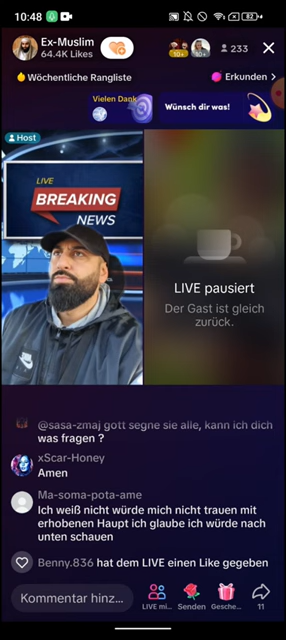 10:48
82
Ex-Muslim
64.4K Likes
10+
10+
233
Wöchentliche Rangliste
Erkunden >
Vielen Dank
Wünsch dir was!
Host
LIVE
BREAKING
NEWS
LIVE pausiert
Der Gast ist gleich
zurück.
@sasa-zmaj gott segne sie alle, kann ich dich
was fragen ?
xScar-Honey
Amen
Ma-soma-pota-ame
Ich weiß nicht würde mich nicht trauen mit
erhobenen Haupt ich glaube ich würde nach
unten schauen
Benny.836 hat dem LIVE einen Like gegeben
Kommentar hinz...
LIVE mi...
Senden
Gesche...
11